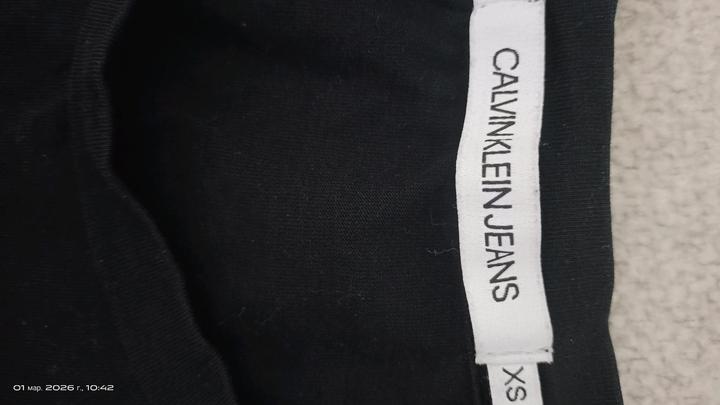 CALVIN KLEIN JEANS
XS
01 мар. 2026 г., 10:42